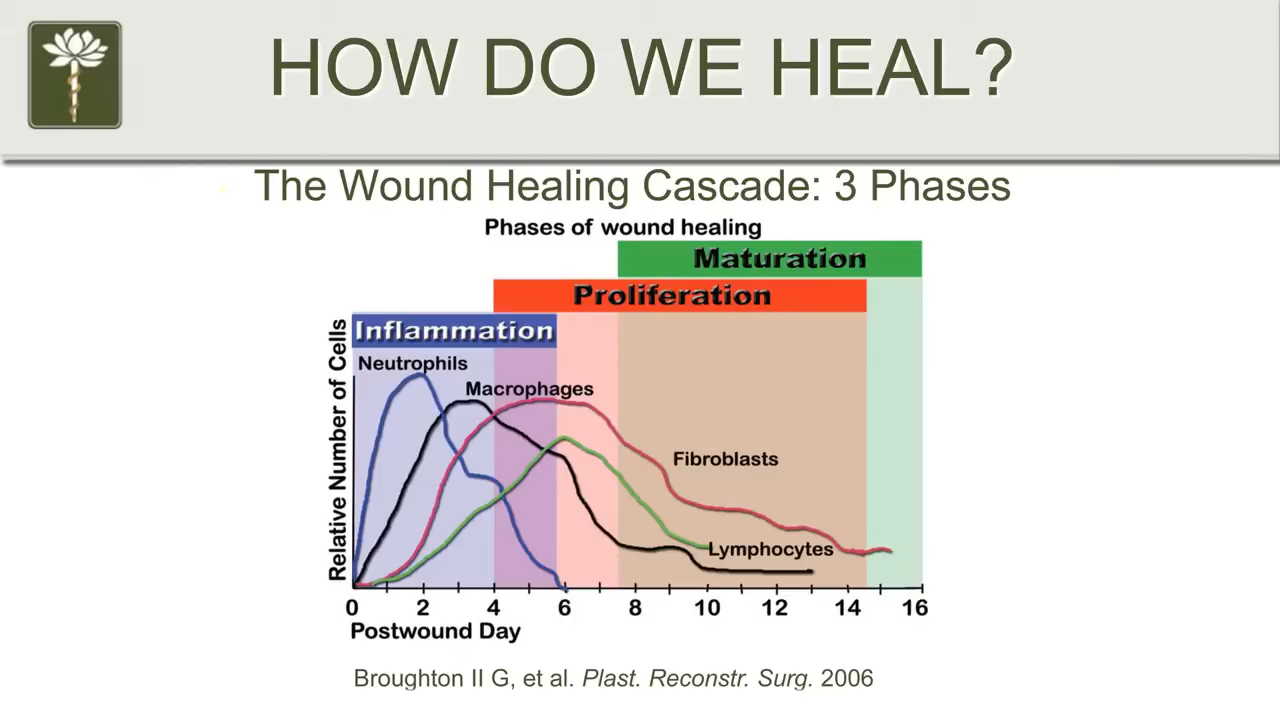 HOW DO WE HEAL?
The Wound Healing Cascade: 3 Phases
Phases of wound healing
Maturation
Proliferation
Inflammation
Neutrophils
Macrophages
Fibroblasts
Lymphocytes
Relative Number of Cells
0 2 4 6 8 10 12 14 16
Postwound Day
Broughton II G, et al. Plast. Reconstr. Surg. 2006